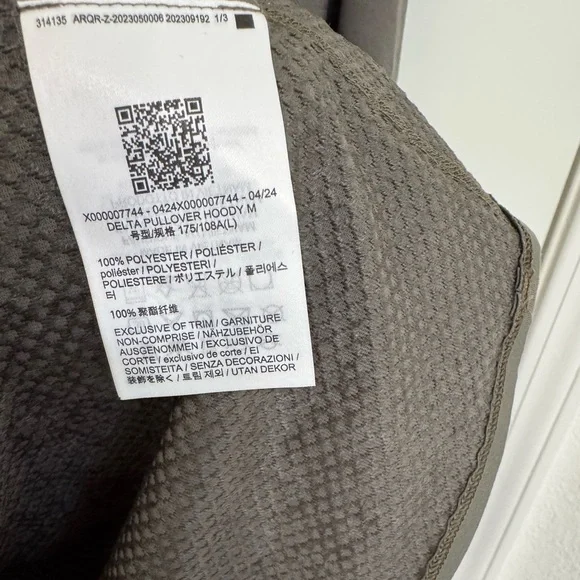 314135 ARQR-Z-2023050006 202309192 1/3
X000007744 - 0424X000007744 - 04/24
DELTA PULLOVER HOODY M
号型/规格 175/108A(L)
100% POLYESTER / POLIÉSTER /
poliéster / POLYESTERI /
POLIESTERE / ポリエステル / 폴리에스
터
100% 聚酯纤维
EXCLUSIVE OF TRIM / GARNITURE
NON-COMPRISE / NÄHZUBEHÖR
AUSGENOMMEN / EXCLUSIVO DE
CORTE / exclusivo de corte / EI
SOMISTEITA / SENZA DECORAZIONI /
装飾を除く / 트림 제외 / UTAN DEKOR